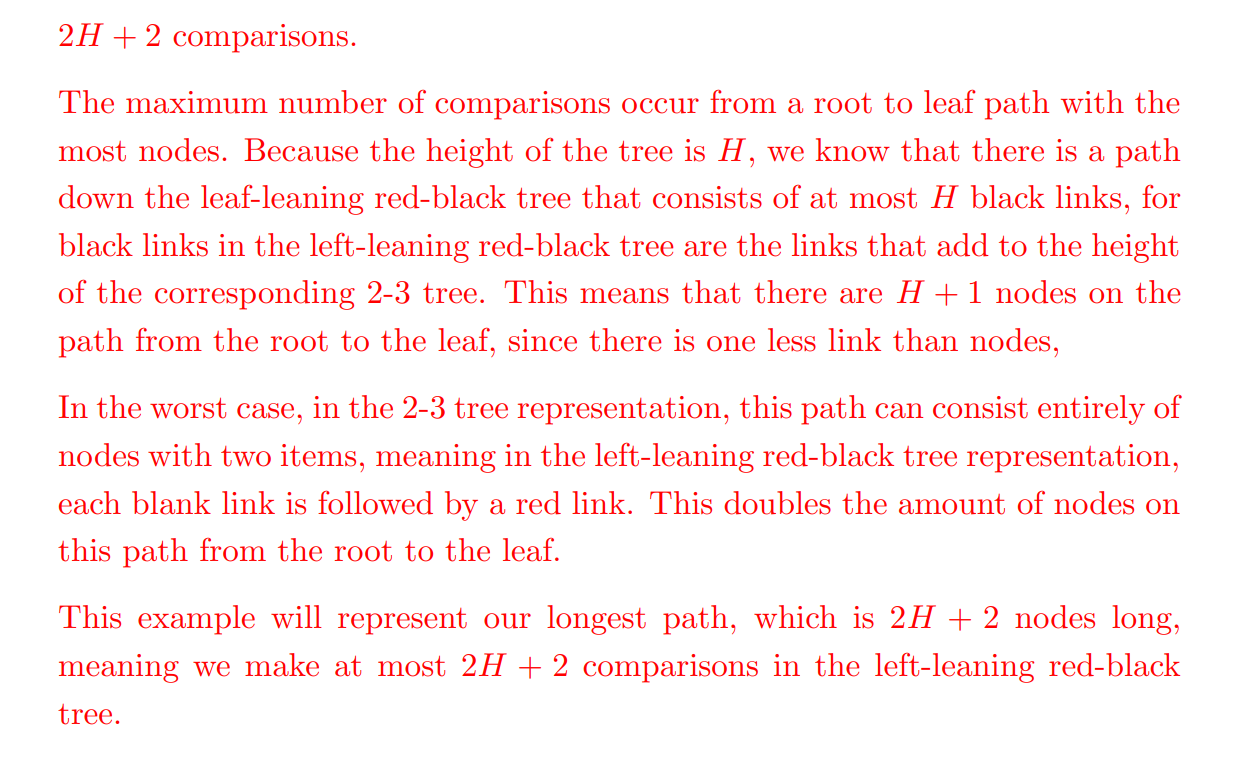 2H + 2 comparisons.
The maximum number of comparisons occur from a root to leaf path with the
most nodes. Because the height of the tree is H, we know that there is a path
down the leaf-leaning red-black tree that consists of at most H black links, for
black links in the left-leaning red-black tree are the links that add to the height
of the corresponding 2-3 tree. This means that there are H + 1 nodes on the
path from the root to the leaf, since there is one less link than nodes,
In the worst case, in the 2-3 tree representation, this path can consist entirely of
nodes with two items, meaning in the left-leaning red-black tree representation,
each blank link is followed by a red link. This doubles the amount of nodes on
this path from the root to the leaf.
This example will represent our longest path, which is 2H + 2 nodes long,
meaning we make at most 2H + 2 comparisons in the left-leaning red-black
tree.